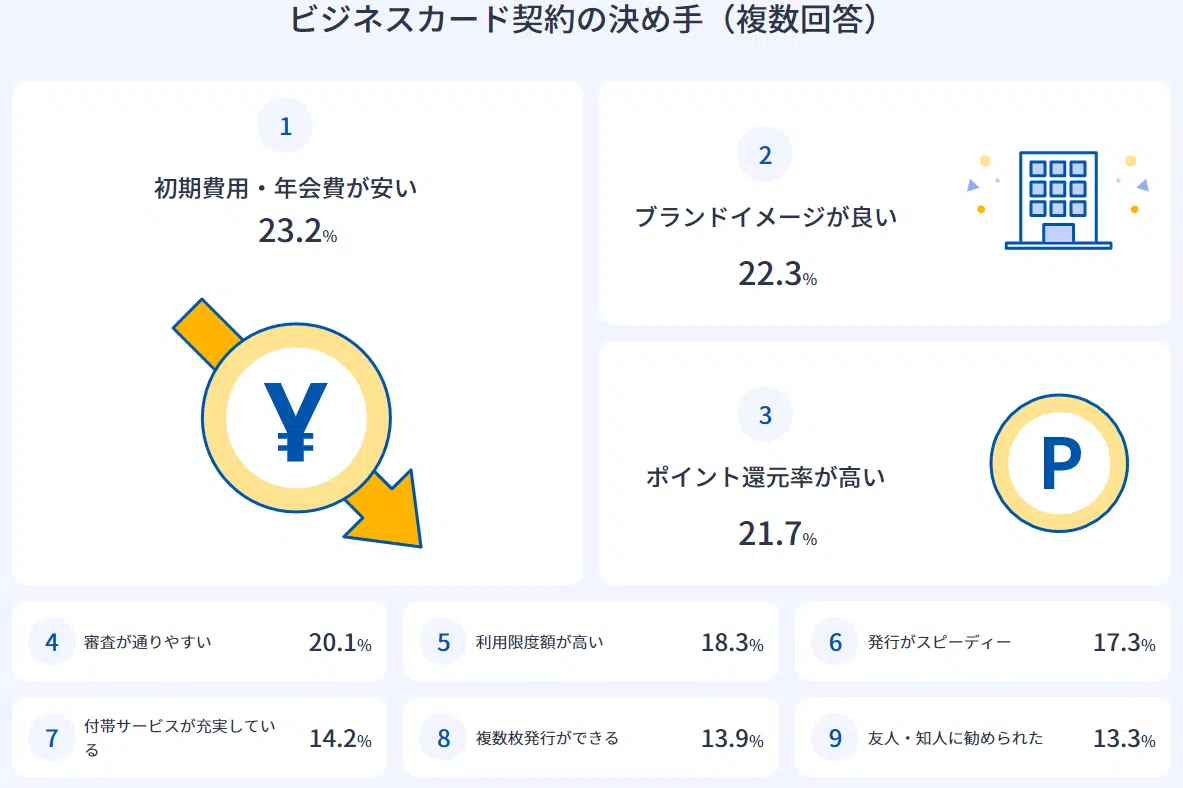 ビジネスカード契約の決め手（複数回答）
1
初期費用・年会費が安い
23.2%
¥
2
ブランドイメージが良い
22.3%
3
ポイント還元率が高い
21.7%
P
4
審査が通りやすい
20.1%
5
利用限度額が高い
18.3%
6
発行がスピーディー
17.3%
7
付帯サービスが充実してい
る
14.2%
8
複数枚発行ができる
13.9%
9
友人・知人に勧められた
13.3%